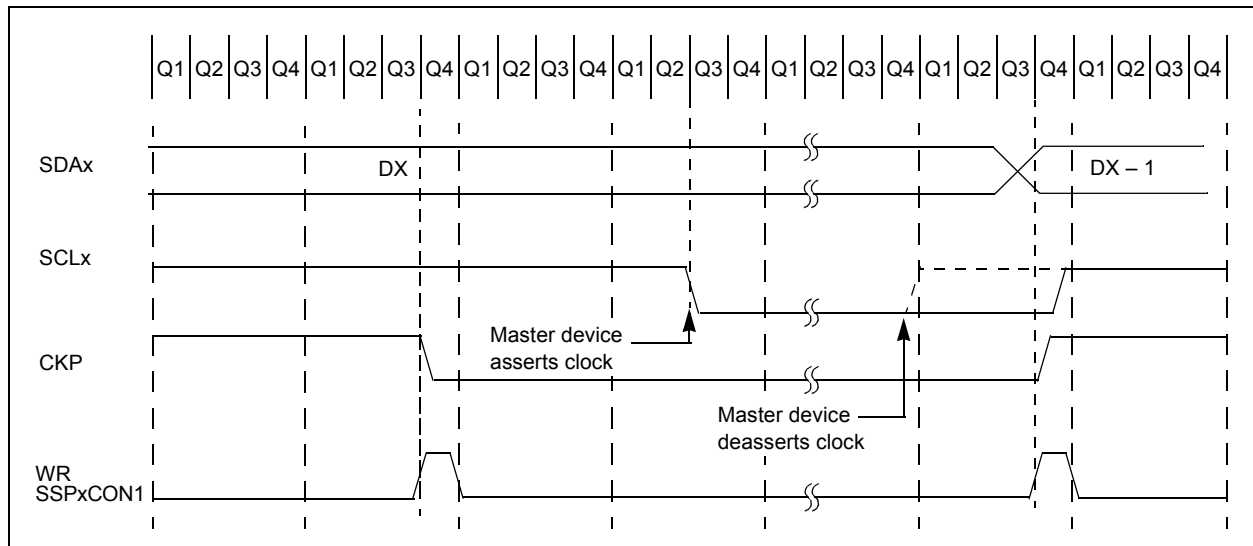 Q1 Q2 Q3 Q4 Q1 Q2 Q3 Q4 Q1 Q2 Q3 Q4 Q1 Q2 Q3 Q4 Q1 Q2 Q3 Q4 Q1 Q2 Q3 Q4 Q1 Q2 Q3 Q4
SDAx
DX
DX – 1
SCLx
Master device
asserts clock
CKP
Master device
deasserts clock
WR
SSPxCON1